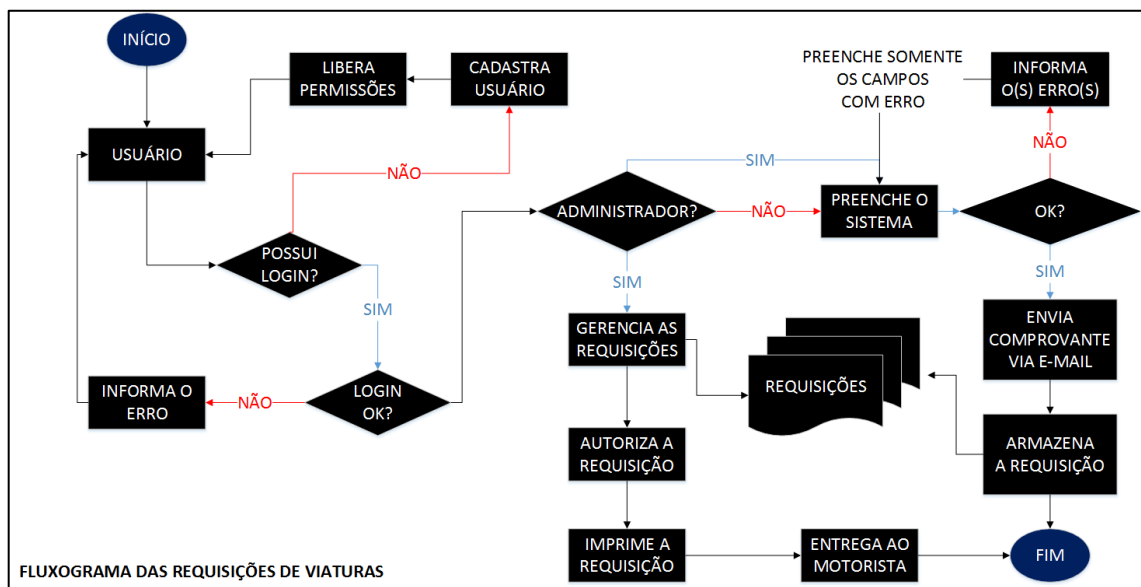 INÍCIO
LIBERA
PERMISSÕES
CADASTRA
USUÁRIO
PREENCHE SOMENTE
OS CAMPOS
COM ERRO
INFORMA
O(S) ERRO(S)
USUÁRIO
NÃO
SIM
NÃO
ADMINISTRADOR?
NÃO
PREENCHE O
SISTEMA
OK?
POSSUI
LOGIN?
SIM
SIM
SIM
GERENCIA AS
REQUISIÇÕES
ENVIA
COMPROVANTE
VIA E-MAIL
REQUISIÇÕES
INFORMA O
ERRO
NÃO
LOGIN
OK?
AUTORIZA A
REQUISIÇÃO
ARMAZENA
A REQUISIÇÃO
IMPRIME A
REQUISIÇÃO
ENTREGA AO
MOTORISTA
FIM
FLUXOGRAMA DAS REQUISIÇÕES DE VIATURAS